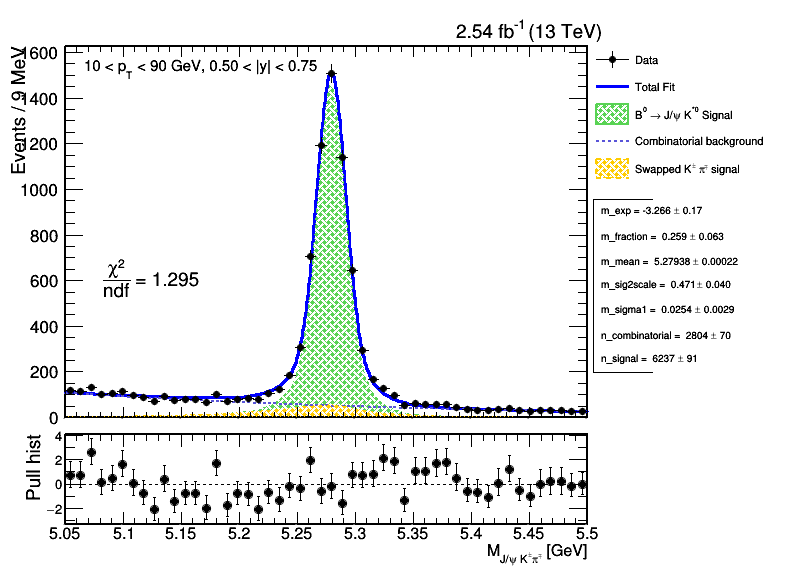 2.54 fb⁻¹ (13 TeV)
Events / 9 MeV
1600
1400
1200
1000
800
600
400
200
0
10 < p_T < 90 GeV, 0.50 < |y| < 0.75
χ²
ndf = 1.295
Data
Total Fit
B⁰ → J/ψ K*⁰ Signal
Combinatorial background
Swapped K± π∓ signal
m_exp = -3.266 ± 0.17
m_fraction = 0.259 ± 0.063
m_mean = 5.27938 ± 0.00022
m_sig2scale = 0.471 ± 0.040
m_sigma1 = 0.0254 ± 0.0029
n_combinatorial = 2804 ± 70
n_signal = 6237 ± 91
Pull hist
4
2
0
−2
5.05 5.1 5.15 5.2 5.25 5.3 5.35 5.4 5.45 5.5
M_J/ψ K± π∓ [GeV]